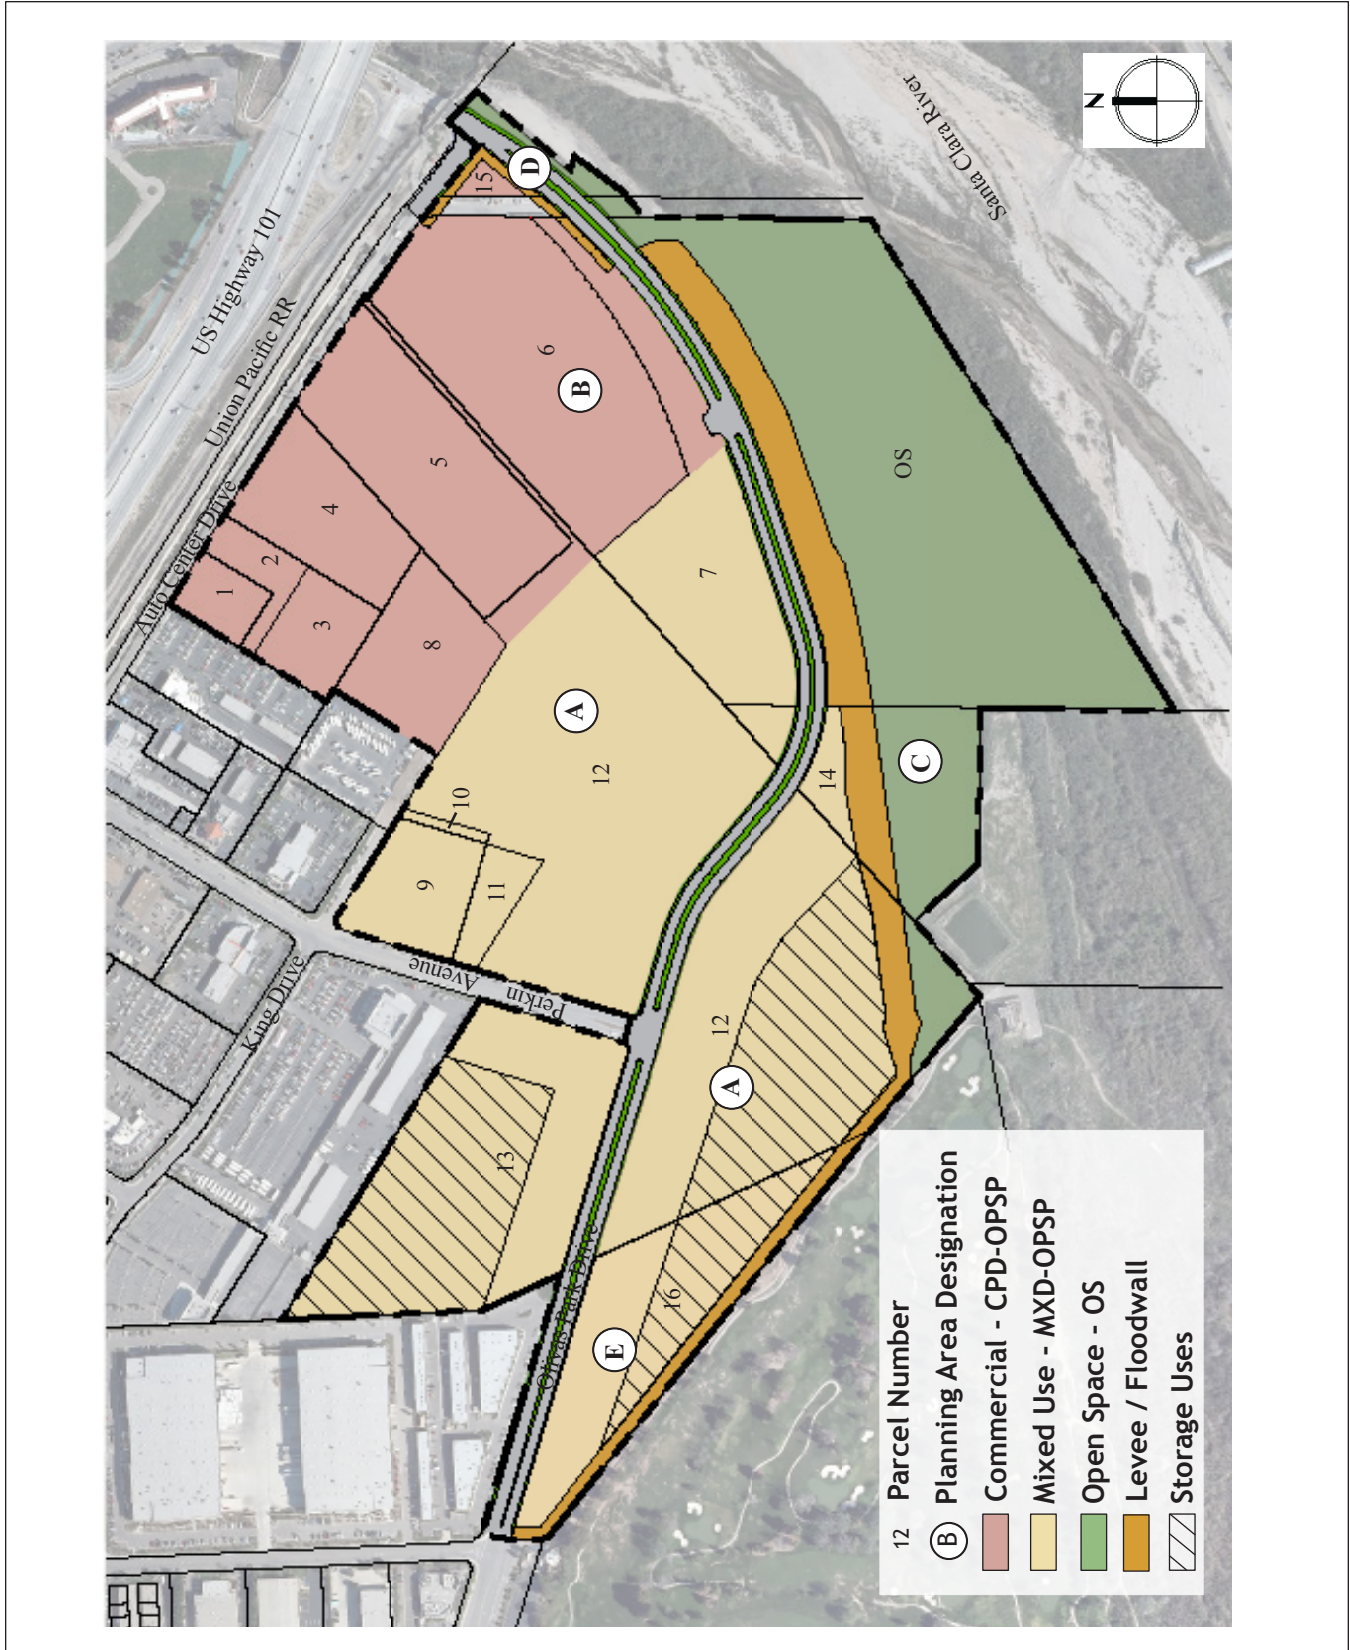 N
US Highway 101
Union Pacific RR
Auto Center Drive
Santa Clara River
King Drive
Perkin
Avenue
Olivas Park Drive
1
2
3
4
5
6
7
8
9
10
11
12
12
13
14
15
16
OS
A
A
B
C
D
E
12 Parcel Number
B Planning Area Designation
Commercial - CPD-OPSP
Mixed Use - MXD-OPSP
Open Space - OS
Levee / Floodwall
Storage Uses